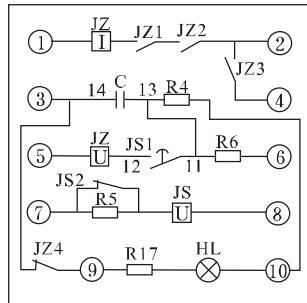 JZ
① I JZ1 JZ2 ②
JZ3
14 C 13 R4
③ ④
JZ JS1 R6
⑤ U 12 11 ⑥
JS2
R5 JS
⑦ U ⑧
JZ4 R17 HL
⑨ ⑩